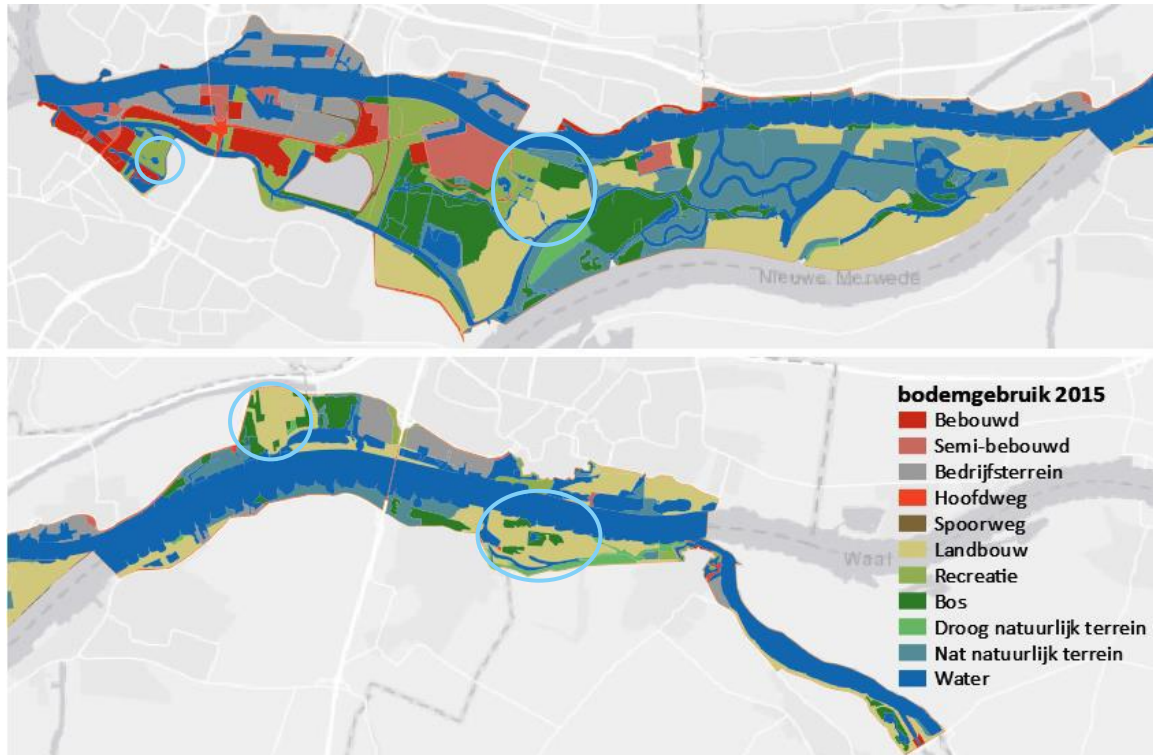 Nieuwe Merwede
bodemgebruik 2015
Bebouwd
Semi-bebouwd
Bedrijfsterrein
Hoofdweg
Spoorweg
Landbouw
Recreatie
Bos
Droog natuurlijk terrein
Nat natuurlijk terrein
Water
Waal